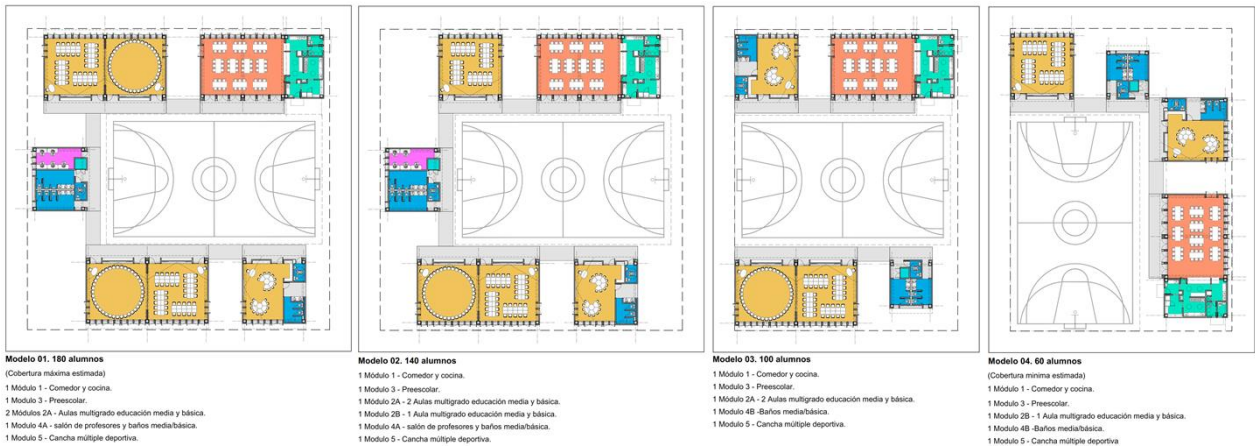 Modelo 01. 180 alumnos
(Cobertura máxima estimada)
1 Módulo 1 - Comedor y cocina.
1 Modulo 3 - Preescolar.
2 Módulos 2A - Aulas multigrado educación media y básica.
1 Modulo 4A - salón de profesores y baños media/básica.
1 Modulo 5 - Cancha múltiple deportiva.
Modelo 02. 140 alumnos
1 Módulo 1 - Comedor y cocina.
1 Modulo 3 - Preescolar.
1 Módulo 2A - 2 Aulas multigrado educación media y básica.
1 Módulo 2B - 1 Aula multigrado educación media y básica.
1 Modulo 4A - salón de profesores y baños media/básica.
1 Modulo 5 - Cancha múltiple deportiva.
Modelo 03. 100 alumnos
1 Módulo 1 - Comedor y cocina.
1 Modulo 3 - Preescolar.
1 Módulo 2A - 2 Aulas multigrado educación media y básica.
1 Modulo 4B -Baños media/básica.
1 Modulo 5 - Cancha múltiple deportiva.
Modelo 04. 60 alumnos
(Cobertura mínima estimada)
1 Módulo 1 - Comedor y cocina.
1 Modulo 3 - Preescolar.
1 Modulo 2B - 1 Aula multigrado educación media y básica.
1 Modulo 4B -Baños media/básica.
1 Modulo 5 - Cancha múltiple deportiva